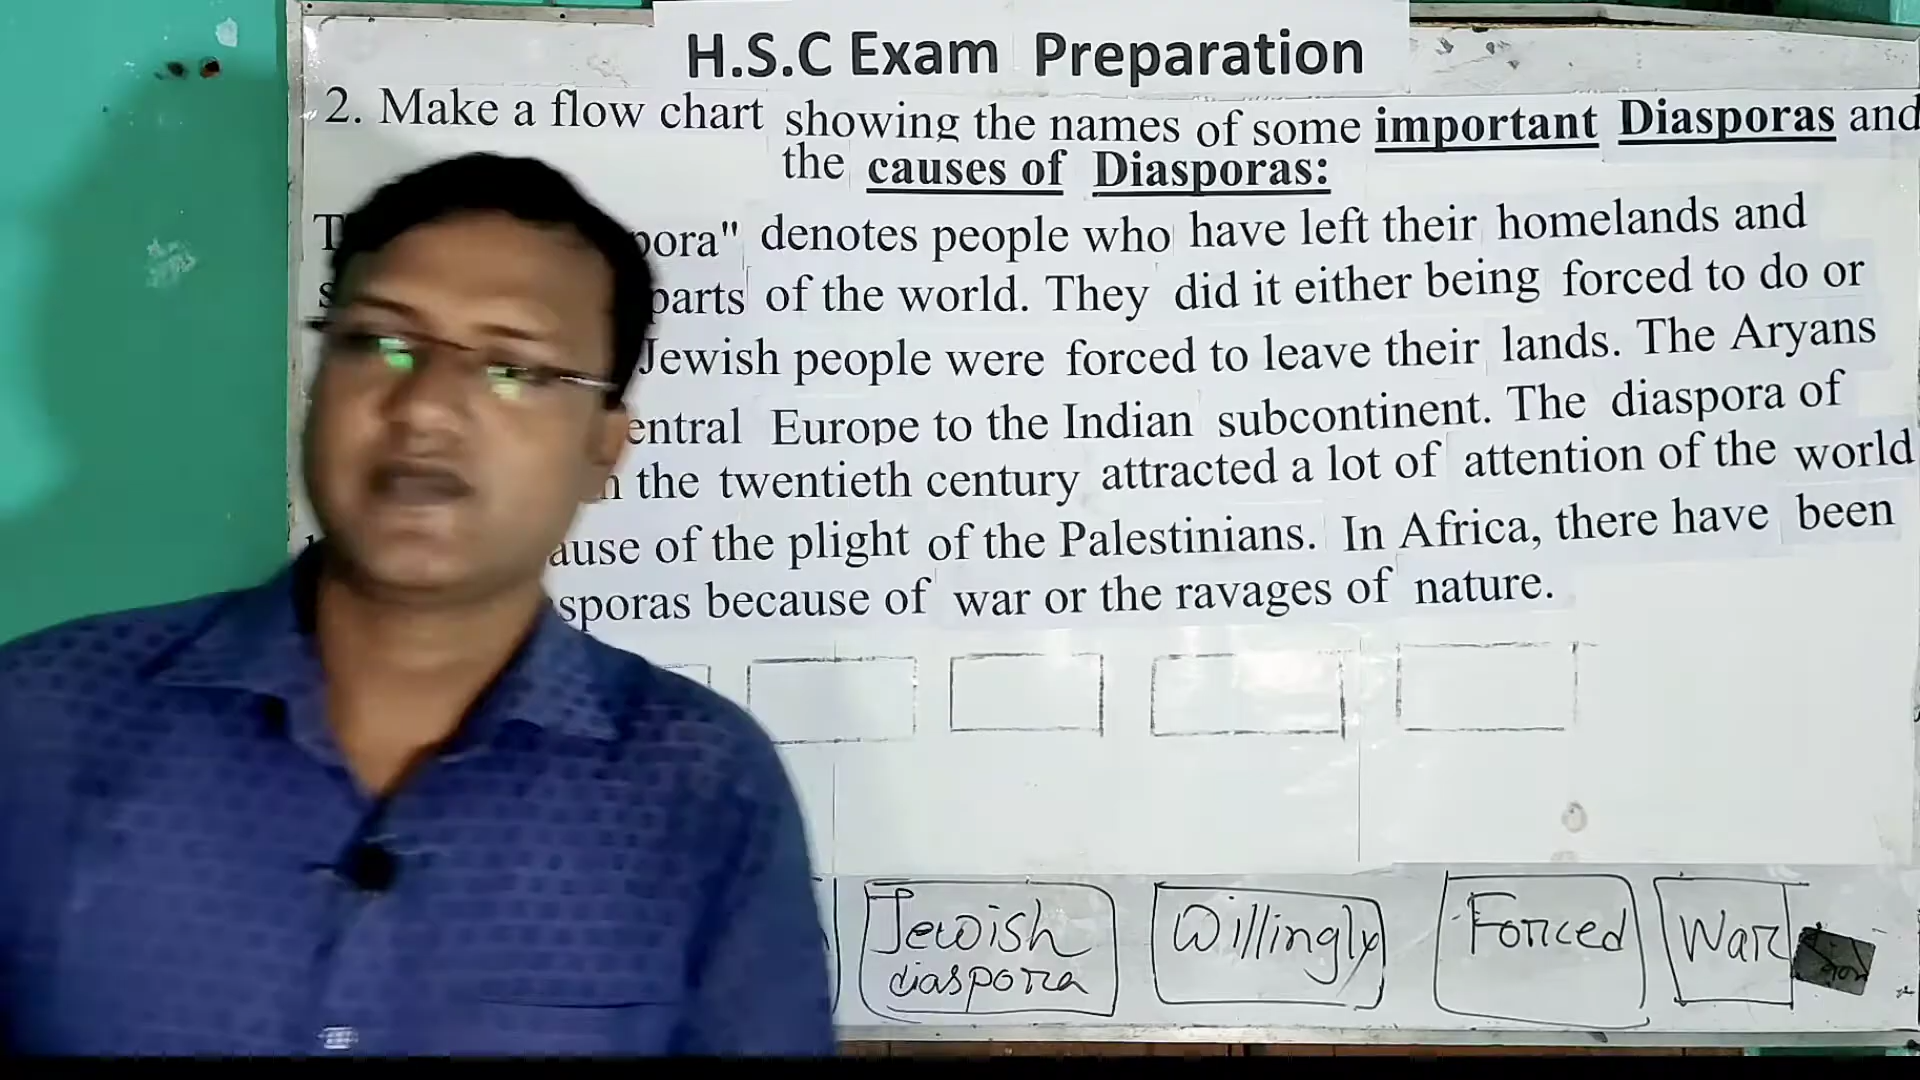 H.S.C Exam Preparation
2. Make a flow chart showing the names of some important Diasporas and
the causes of Diasporas:
pora" denotes people who have left their homelands and
parts of the world. They did it either being forced to do or
Jewish people were forced to leave their lands. The Aryans
entral Europe to the Indian subcontinent. The diaspora of
n the twentieth century attracted a lot of attention of the world
ause of the plight of the Palestinians. In Africa, there have been
sporas because of war or the ravages of nature.
Jewish diaspora
Willingly
Forced
War